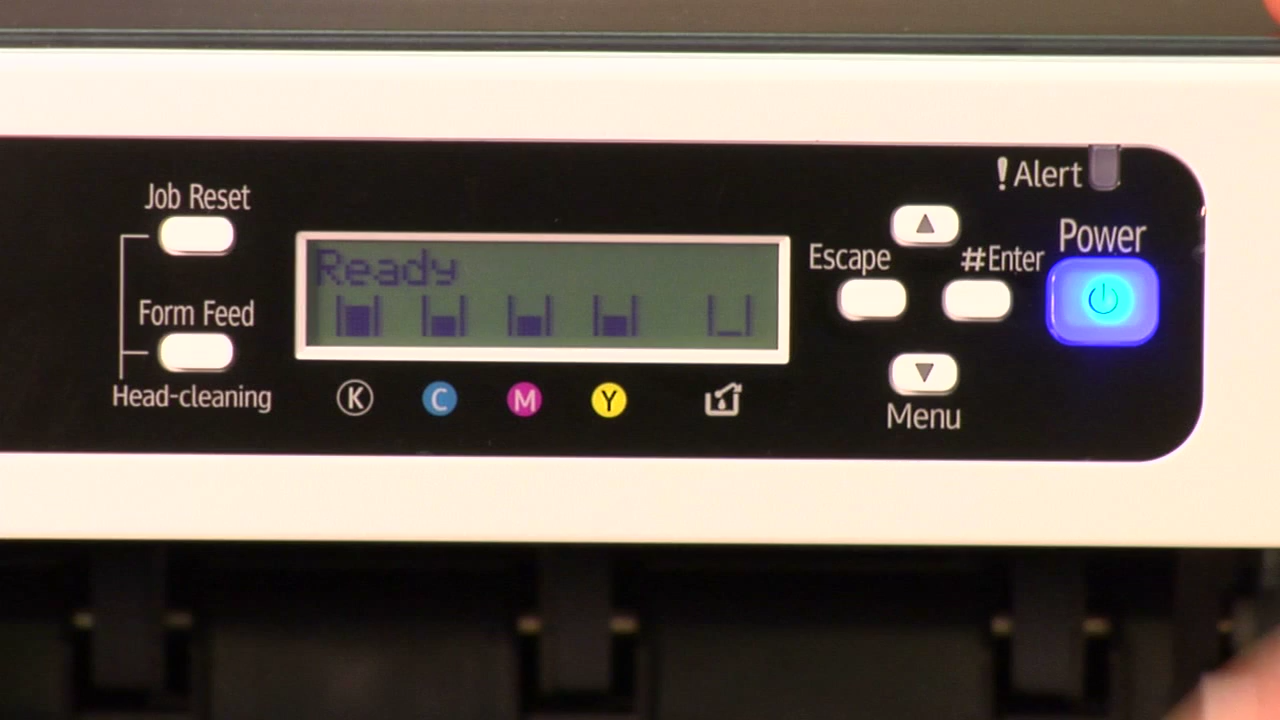 Job Reset
Form Feed
Head-cleaning
Ready
K C M Y
! Alert
Escape
#Enter
Power
Menu